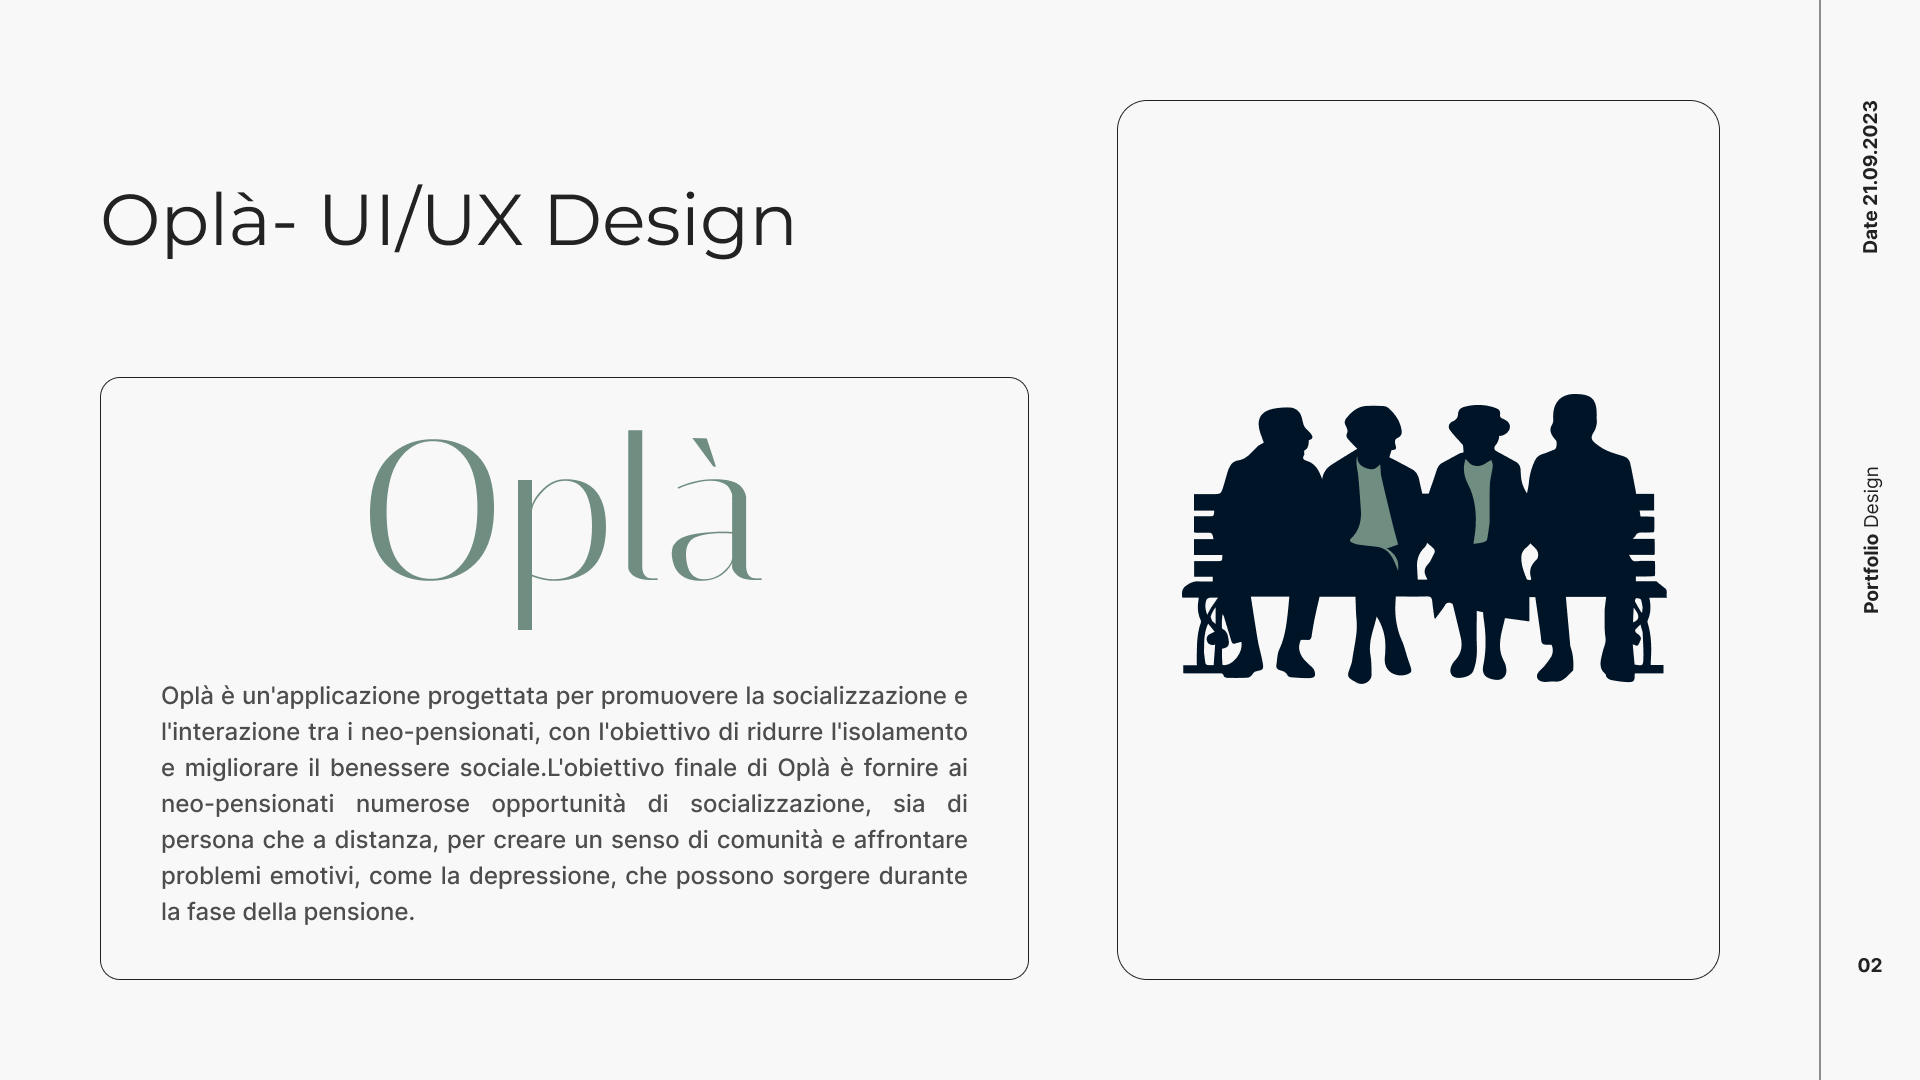 Oplà- UI/UX Design
Oplà
Oplà è un'applicazione progettata per promuovere la socializzazione e
l'interazione tra i neo-pensionati, con l'obiettivo di ridurre l'isolamento
e migliorare il benessere sociale.L'obiettivo finale di Oplà è fornire ai
neo-pensionati numerose opportunità di socializzazione, sia di
persona che a distanza, per creare un senso di comunità e affrontare
problemi emotivi, come la depressione, che possono sorgere durante
la fase della pensione.
Date 21.09.2023
Portfolio Design
02